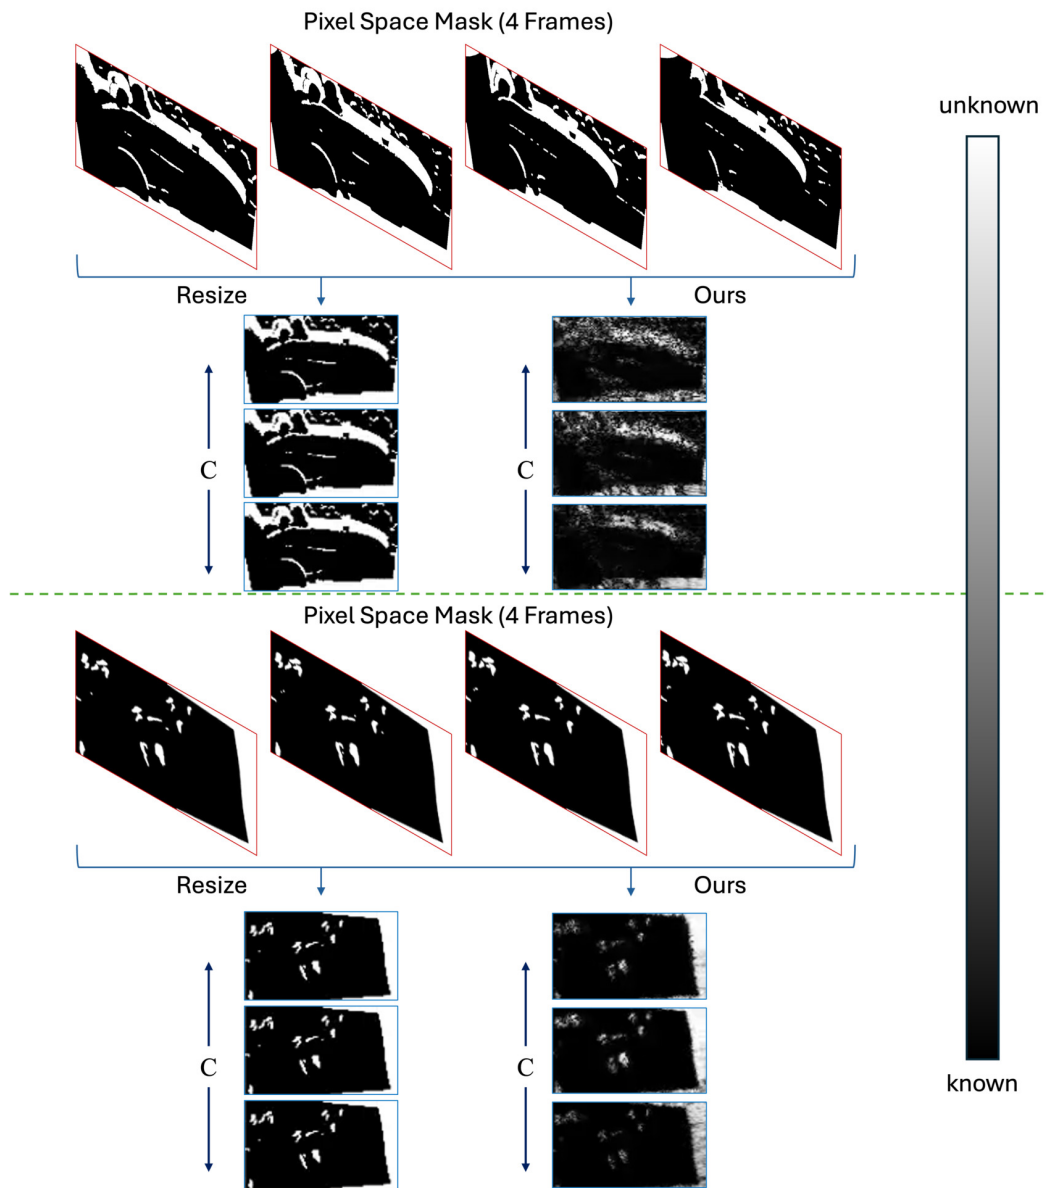 Pixel Space Mask (4 Frames)
unknown
Resize
Ours
C
C
Pixel Space Mask (4 Frames)
Resize
Ours
C
C
known